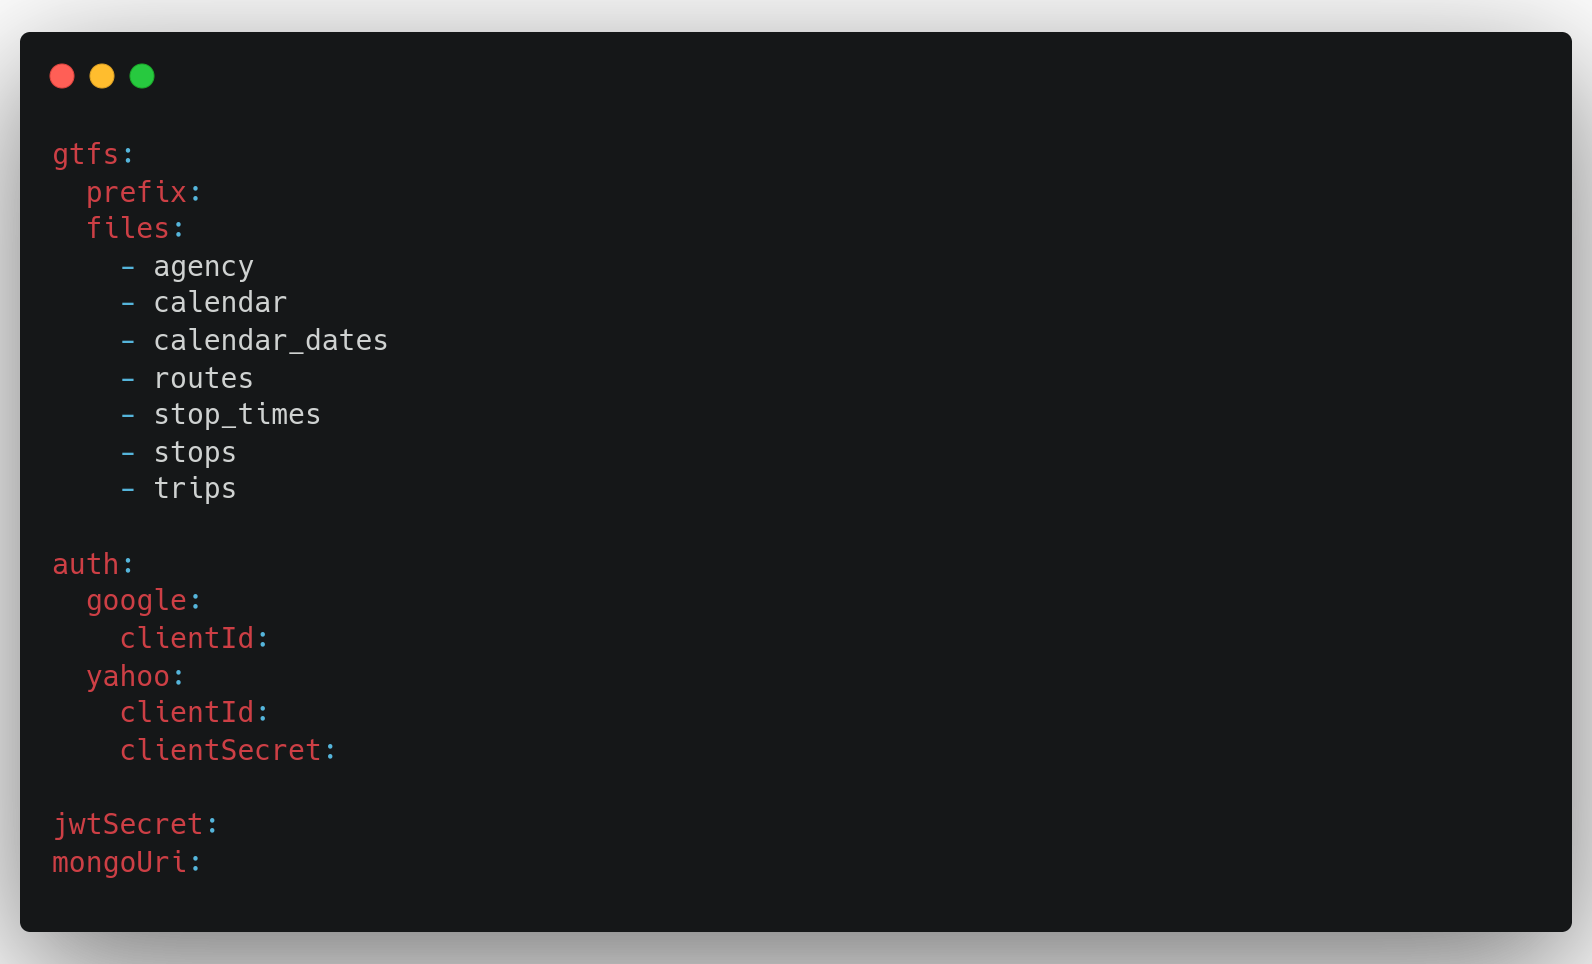 gtfs:
  prefix:
  files:
    - agency
    - calendar
    - calendar_dates
    - routes
    - stop_times
    - stops
    - trips

auth:
  google:
    clientId:
  yahoo:
    clientId:
    clientSecret:

jwtSecret:
mongoUri: